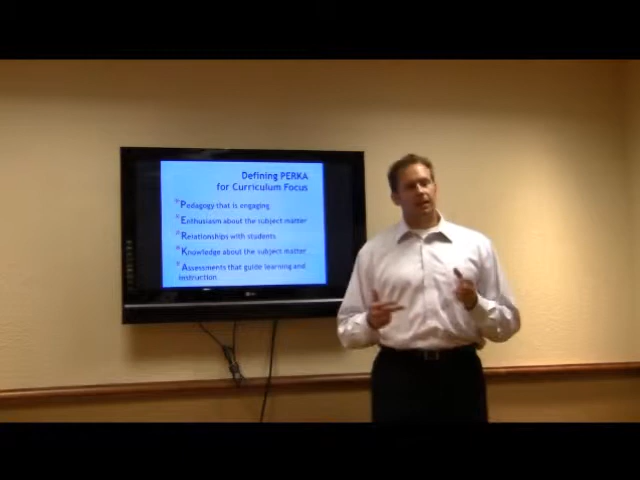 Defining PERKA
for Curriculum Focus
* Pedagogy that is engaging
* Enthusiasm about the subject matter
* Relationships with students
* Knowledge about the subject matter
* Assessments that guide learning and
instruction.